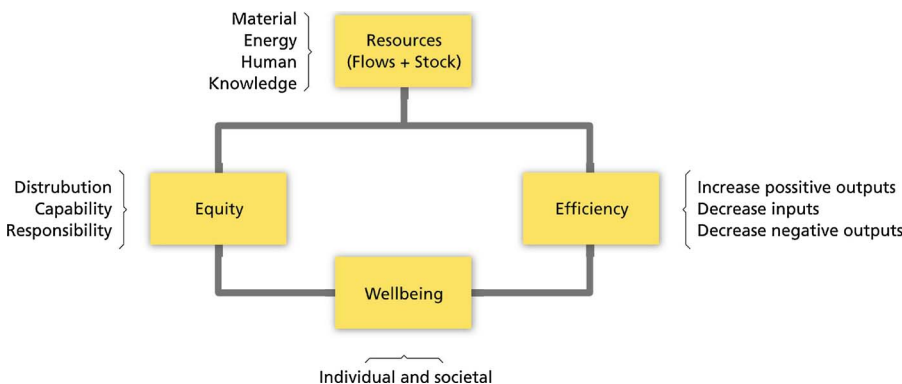 Material
Energy
Human
Knowledge
Resources
(Flows + Stock)
Distrubution
Capability
Responsibility
Equity
Efficiency
Increase possitive outputs
Decrease inputs
Decrease negative outputs
Wellbeing
Individual and societal